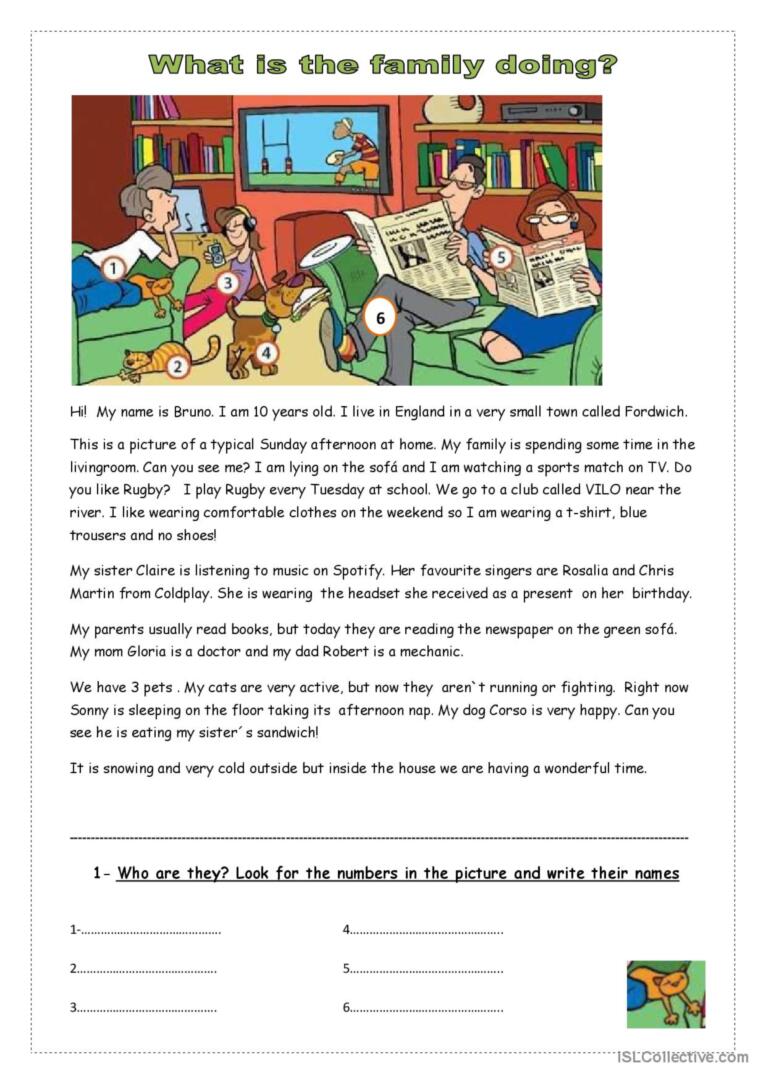 What is the family doing?
1
2
3
4
5
6
Hi! My name is Bruno. I am 10 years old. I live in England in a very small town called Fordwich.
This is a picture of a typical Sunday afternoon at home. My family is spending some time in the
livingroom. Can you see me? I am lying on the sofá and I am watching a sports match on TV. Do
you like Rugby? I play Rugby every Tuesday at school. We go to a club called VILO near the
river. I like wearing comfortable clothes on the weekend so I am wearing a t-shirt, blue
trousers and no shoes!
My sister Claire is listening to music on Spotify. Her favourite singers are Rosalia and Chris
Martin from Coldplay. She is wearing the headset she received as a present on her birthday.
My parents usually read books, but today they are reading the newspaper on the green sofá.
My mom Gloria is a doctor and my dad Robert is a mechanic.
We have 3 pets . My cats are very active, but now they aren`t running or fighting. Right now
Sonny is sleeping on the floor taking its afternoon nap. My dog Corso is very happy. Can you
see he is eating my sister´s sandwich!
It is snowing and very cold outside but inside the house we are having a wonderful time.
1- Who are they? Look for the numbers in the picture and write their names
1-…………………………………….
2…………………………………….
3…………………………………….
4………………………………………..
5………………………………………..
6………………………………………..
iSLCollective.com